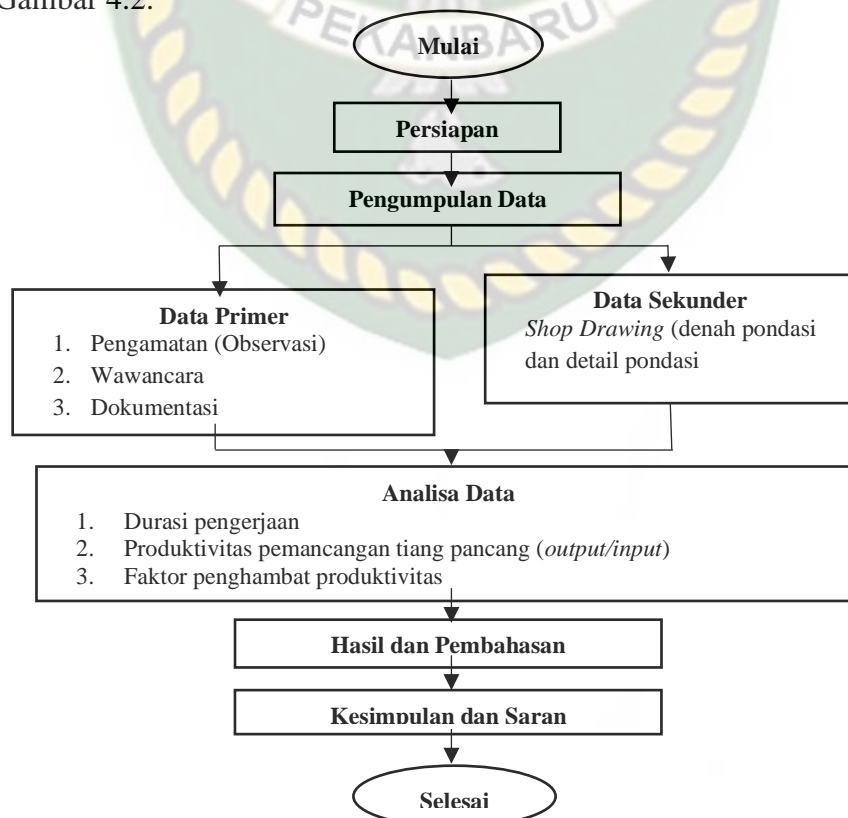 Gambar 4.2.
PEKANBARU
Mulai
Persiapan
Pengumpulan Data
Data Primer
1. Pengamatan (Observasi)
2. Wawancara
3. Dokumentasi
Data Sekunder
Shop Drawing (denah pondasi
dan detail pondasi
Analisa Data
1. Durasi pengerjaan
2. Produktivitas pemancangan tiang pancang (output/input)
3. Faktor penghambat produktivitas
Hasil dan Pembahasan
Kesimpulan dan Saran
Selesai